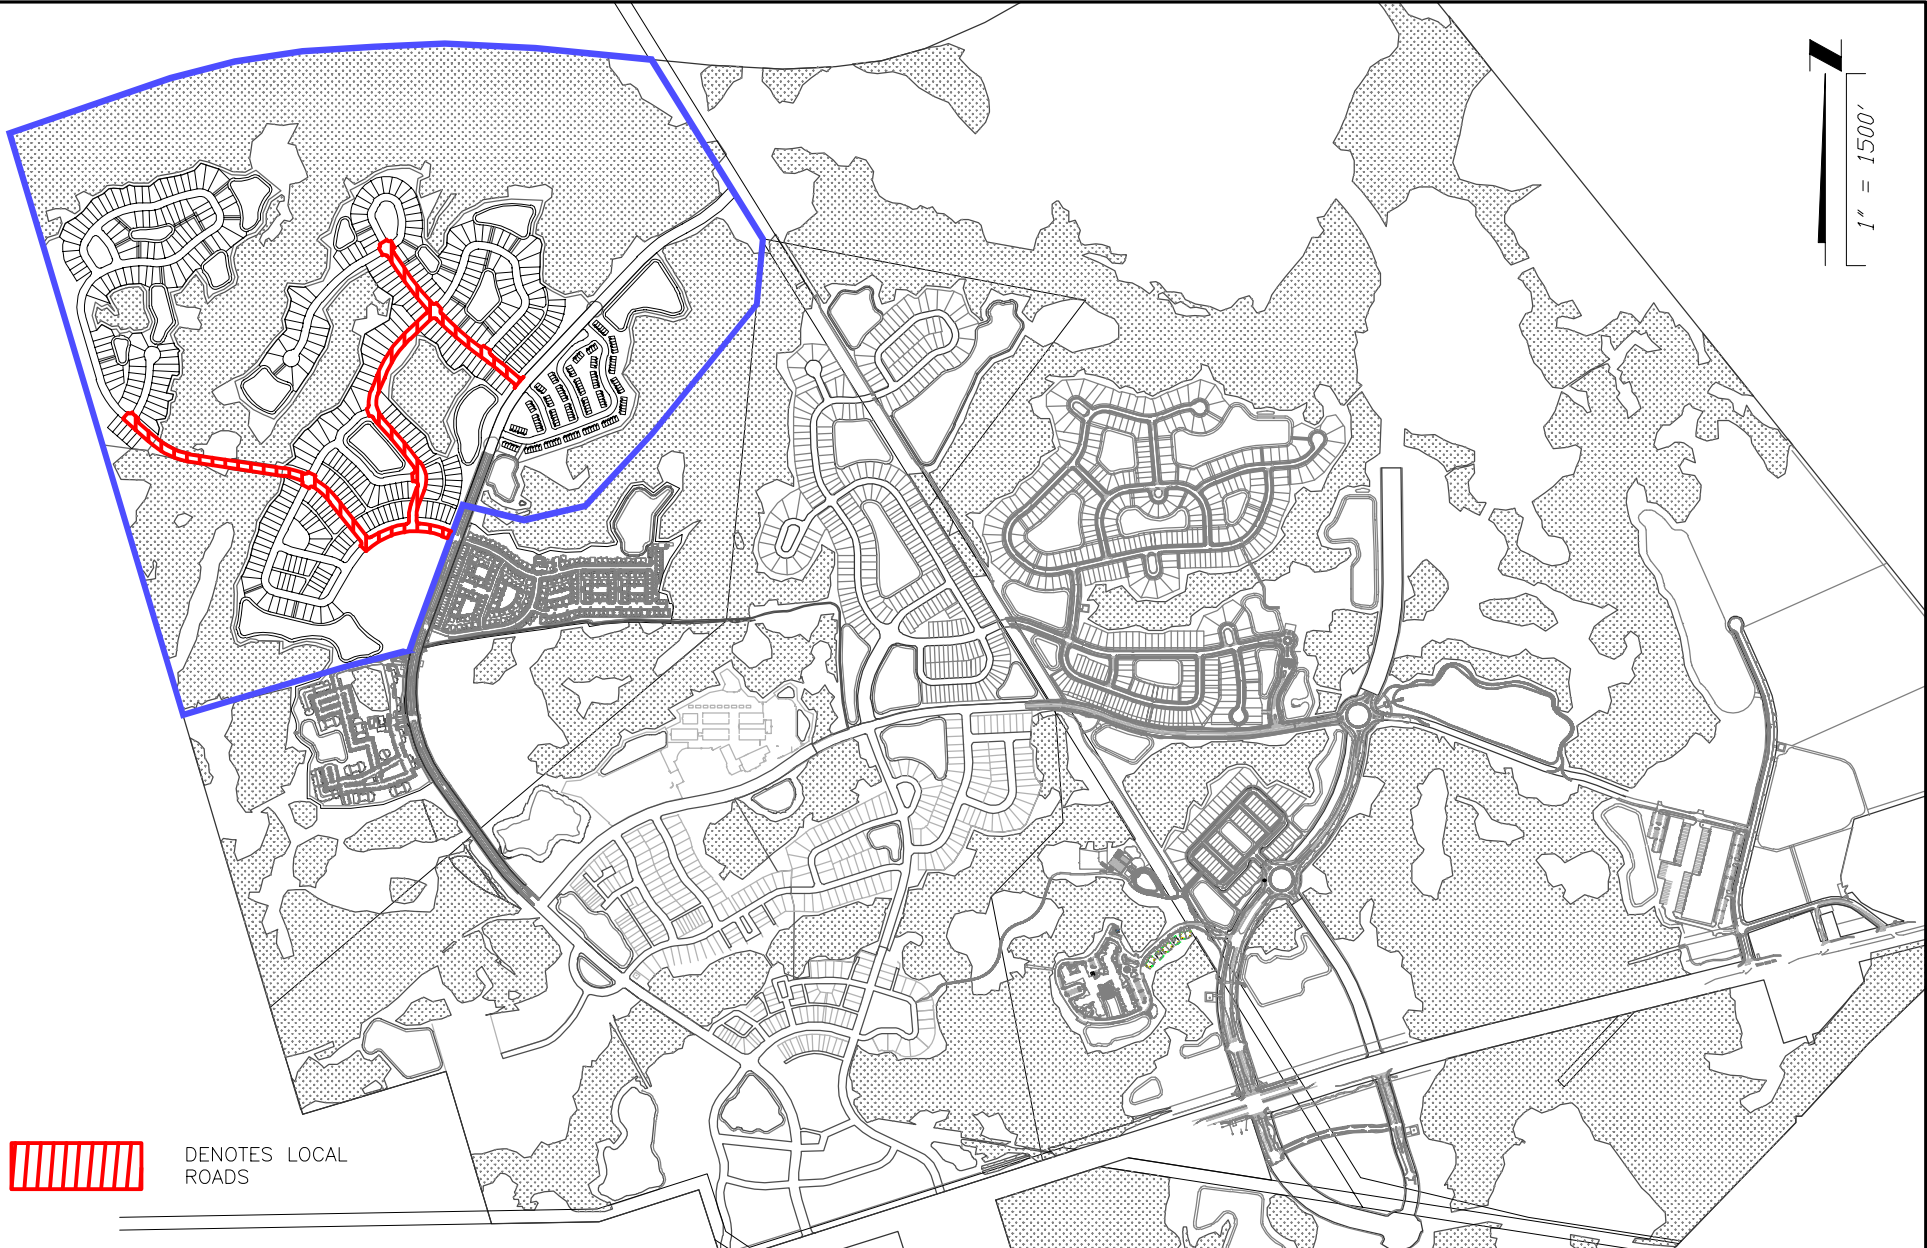 1" = 1500'
DENOTES LOCAL
ROADS